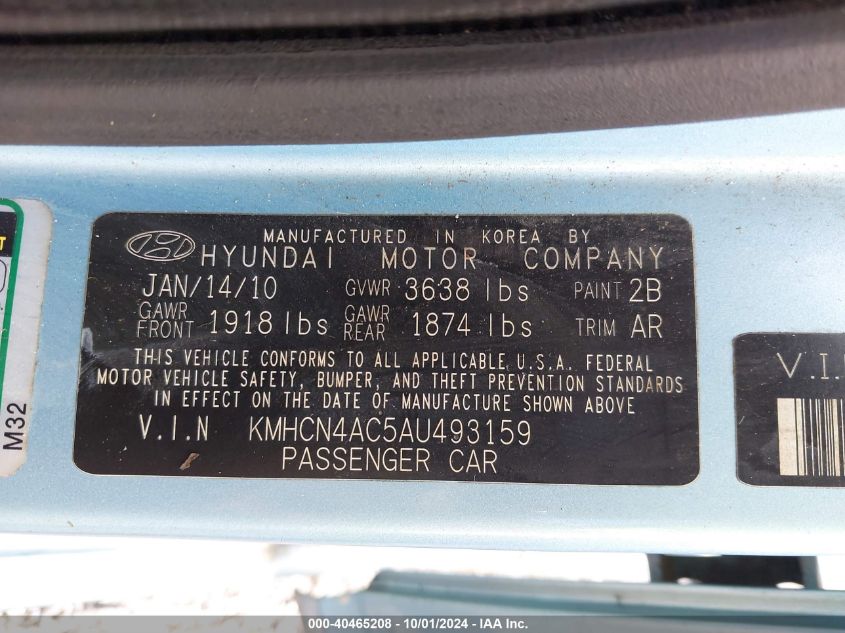 MANUFACTURED IN KOREA BY
HYUNDAI MOTOR COMPANY
JAN/14/10 GVWR 3638 lbs PAINT 2B
GAWR FRONT 1918 lbs GAWR REAR 1874 lbs TRIM AR
THIS VEHICLE CONFORMS TO ALL APPLICABLE U.S.A. FEDERAL
MOTOR VEHICLE SAFETY, BUMPER, AND THEFT PREVENTION STANDARDS
IN EFFECT ON THE DATE OF MANUFACTURE SHOWN ABOVE
V.I.N KMHCN4AC5AU493159
PASSENGER CAR
M32
V.I.
000-40465208 - 10/01/2024 - IAA Inc.